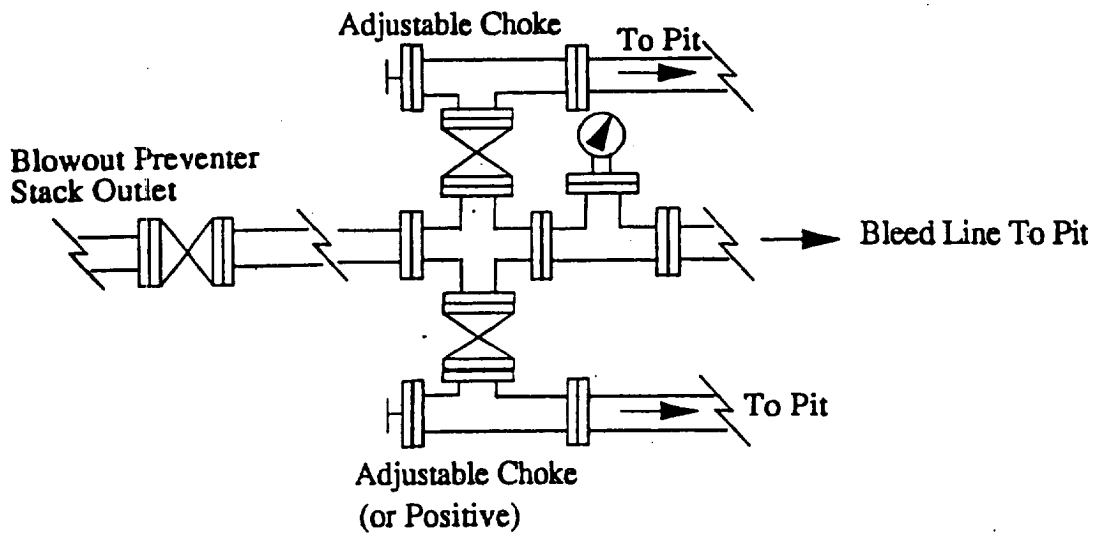 Adjustable Choke
To Pit
Blowout Preventer
Stack Outlet
Bleed Line To Pit
To Pit
Adjustable Choke
(or Positive)